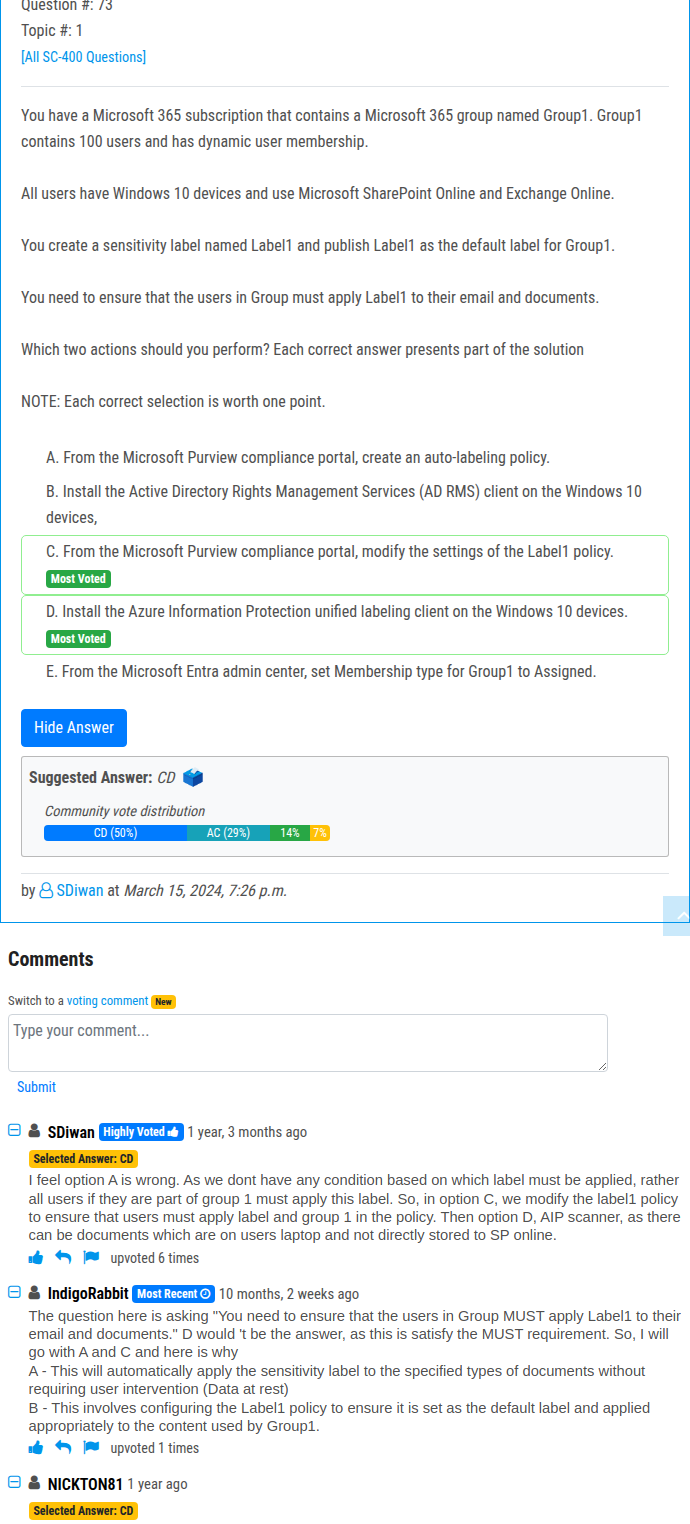 Question #: 73
Topic #: 1
[All SC-400 Questions]
You have a Microsoft 365 subscription that contains a Microsoft 365 group named Group1. Group1
contains 100 users and has dynamic user membership.
All users have Windows 10 devices and use Microsoft SharePoint Online and Exchange Online.
You create a sensitivity label named Label1 and publish Label1 as the default label for Group1.
You need to ensure that the users in Group must apply Label1 to their email and documents.
Which two actions should you perform? Each correct answer presents part of the solution
NOTE: Each correct selection is worth one point.
A. From the Microsoft Purview compliance portal, create an auto-labeling policy.
B. Install the Active Directory Rights Management Services (AD RMS) client on the Windows 10
devices,
C. From the Microsoft Purview compliance portal, modify the settings of the Label1 policy.
Most Voted
D. Install the Azure Information Protection unified labeling client on the Windows 10 devices.
Most Voted
E. From the Microsoft Entra admin center, set Membership type for Group1 to Assigned.
Hide Answer
Suggested Answer: CD
Community vote distribution
CD (50%) AC (29%) 14% 7%
by SDiwan at March 15, 2024, 7:26 p.m.
Comments
Switch to a voting comment New
Type your comment...
Submit
SDiwan Highly Voted 1 year, 3 months ago
Selected Answer: CD
I feel option A is wrong. As we dont have any condition based on which label must be applied, rather
all users if they are part of group 1 must apply this label. So, in option C, we modify the label1 policy
to ensure that users must apply label and group 1 in the policy. Then option D, AIP scanner, as there
can be documents which are on users laptop and not directly stored to SP online.
upvoted 6 times
IndigoRabbit Most Recent 10 months, 2 weeks ago
The question here is asking "You need to ensure that the users in Group MUST apply Label1 to their
email and documents." D would 't be the answer, as this is satisfy the MUST requirement. So, I will
go with A and C and here is why
A - This will automatically apply the sensitivity label to the specified types of documents without
requiring user intervention (Data at rest)
B - This involves configuring the Label1 policy to ensure it is set as the default label and applied
appropriately to the content used by Group1.
upvoted 1 times
NICKTON81 1 year ago
Selected Answer: CD